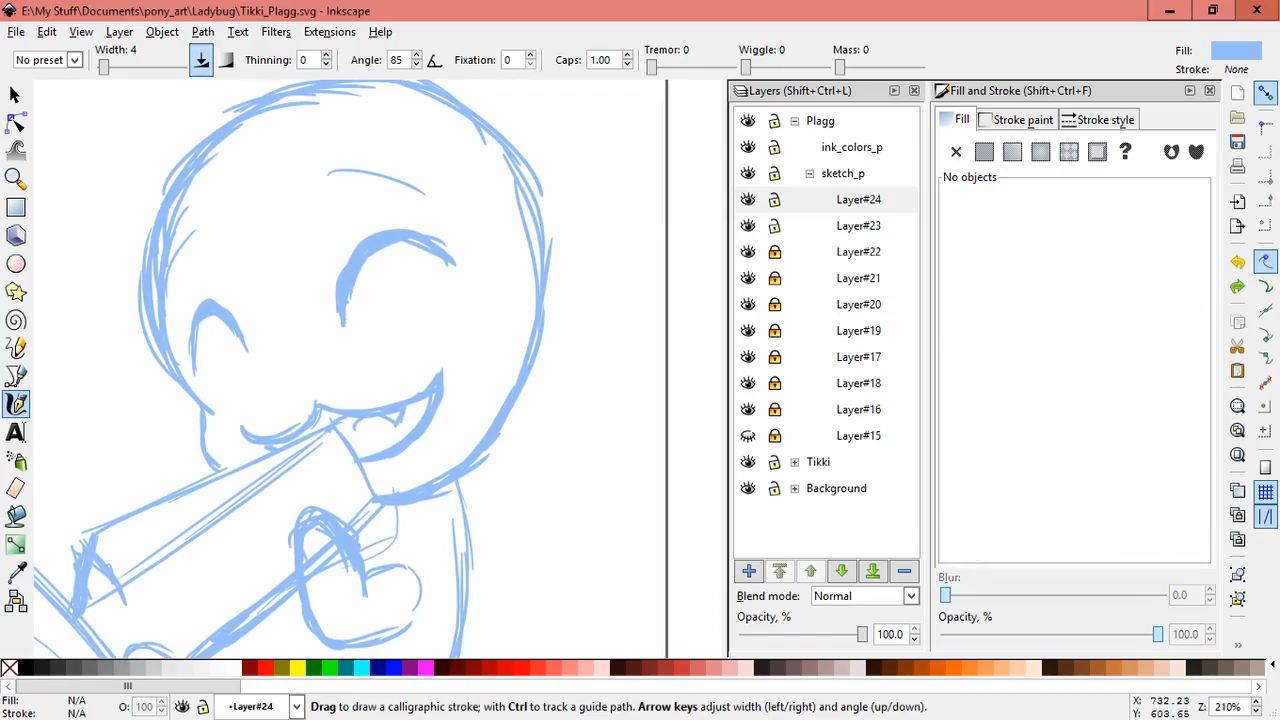 E:\My Stuff\Documents\pony_art\Ladybug\Tikki_Plagg.svg - Inkscape
File Edit View Layer Object Path Filters Text Extensions Help
No preset Width: 4 Thinning: 0 Angle: 85 Fixation: 0 Caps: 1.00 Tremor: 0 Wiggle: 0 Mass: 0 Fill:
Stroke: None
Layers (Shift+Ctrl+L) Fill and Stroke (Shift+Ctrl+F)
Fill Stroke paint Stroke style
Plagg
ink_colors_p
No objects
sketch_p
Layer#24
Layer#23
Layer#22
Layer#21
Layer#20
Layer#19
Layer#17
Layer#18
Layer#16
Layer#15
Tikki
Background
Blur:
0.0
Blend mode: Normal
Opacity, % Opacity, %
100.0 100.0
Fill: N/A
Stroke: N/A
O: 100 •Layer#24 Drag to draw a calligraphic stroke; with Ctrl to track a guide path. Arrow keys adjust width (left/right) and angle (up/down).
X: 732.23
Y: 603.65
Z: 210%